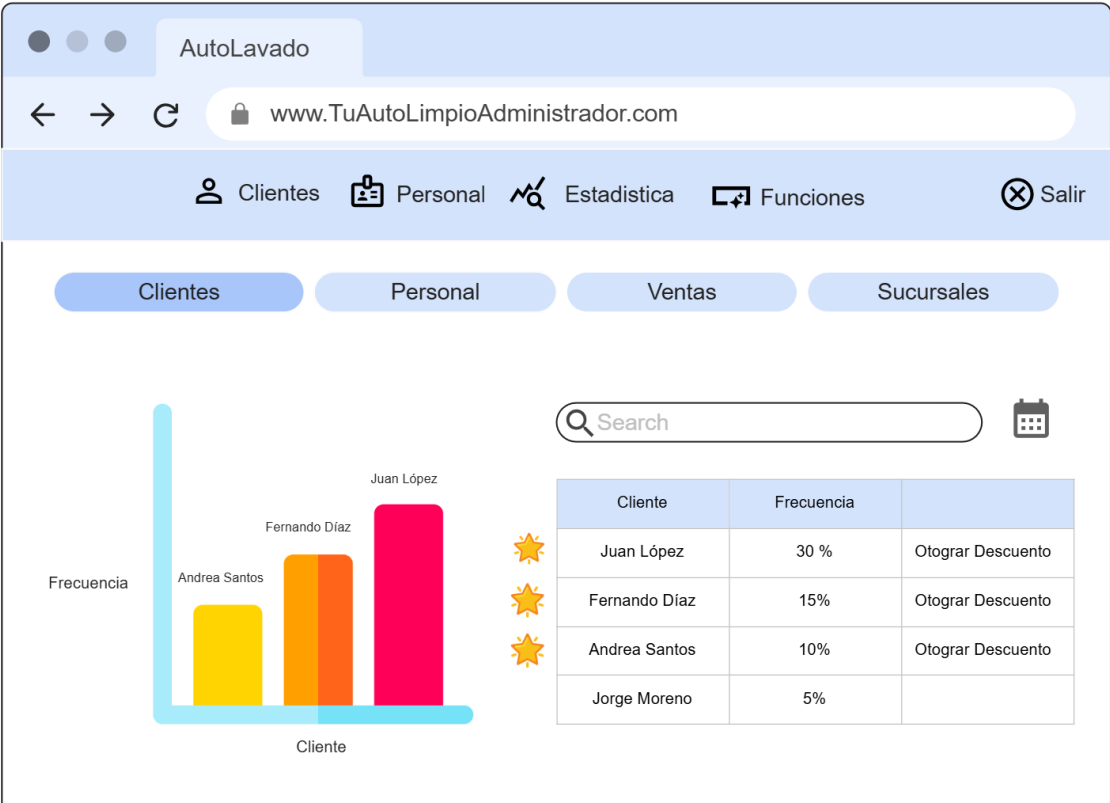 AutoLavado
www.TuAutoLimpioAdministrador.com
Clientes Personal Estadistica Funciones Salir
Clientes Personal Ventas Sucursales
Search
Juan López
Fernando Díaz
Andrea Santos
Frecuencia
Cliente
Cliente Frecuencia
Juan López 30 % Otograr Descuento
Fernando Díaz 15% Otograr Descuento
Andrea Santos 10% Otograr Descuento
Jorge Moreno 5%